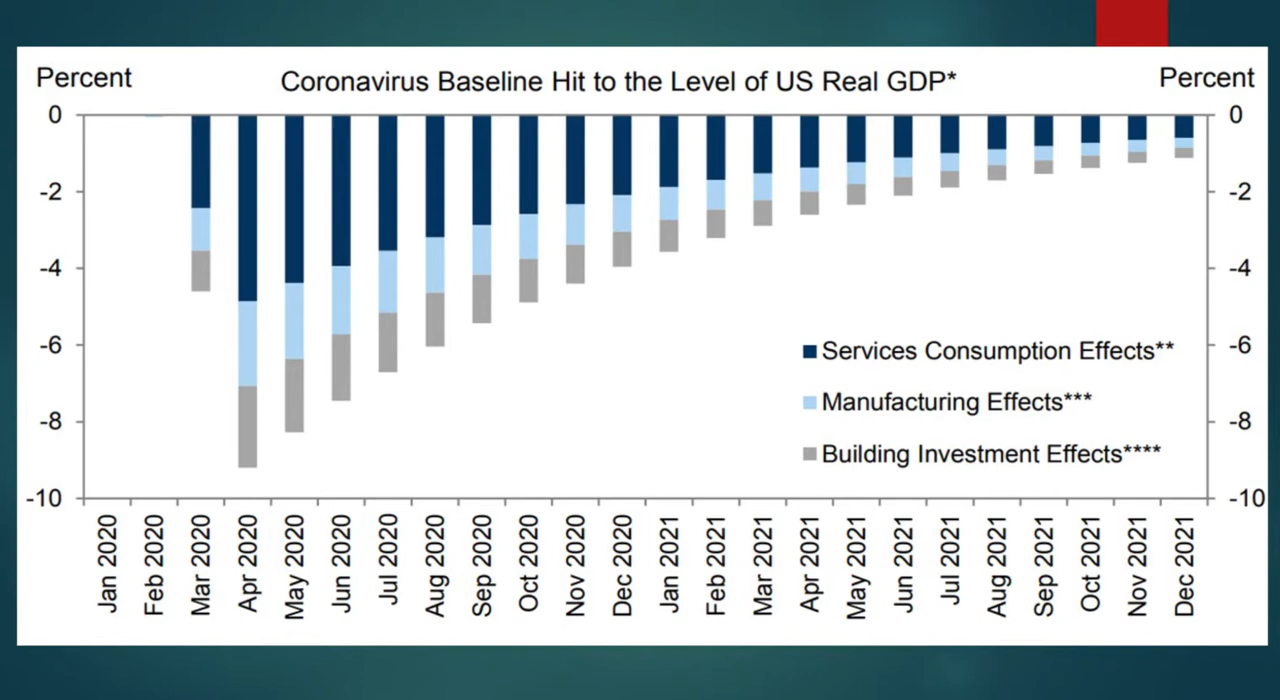 Percent Coronavirus Baseline Hit to the Level of US Real GDP* Percent
0 0
-2 -2
-4 -4
-6 -6
-8 -8
-10 -10
Services Consumption Effects**
Manufacturing Effects***
Building Investment Effects****
Jan 2020
Feb 2020
Mar 2020
Apr 2020
May 2020
Jun 2020
Jul 2020
Aug 2020
Sep 2020
Oct 2020
Nov 2020
Dec 2020
Jan 2021
Feb 2021
Mar 2021
Apr 2021
May 2021
Jun 2021
Jul 2021
Aug 2021
Sep 2021
Oct 2021
Nov 2021
Dec 2021